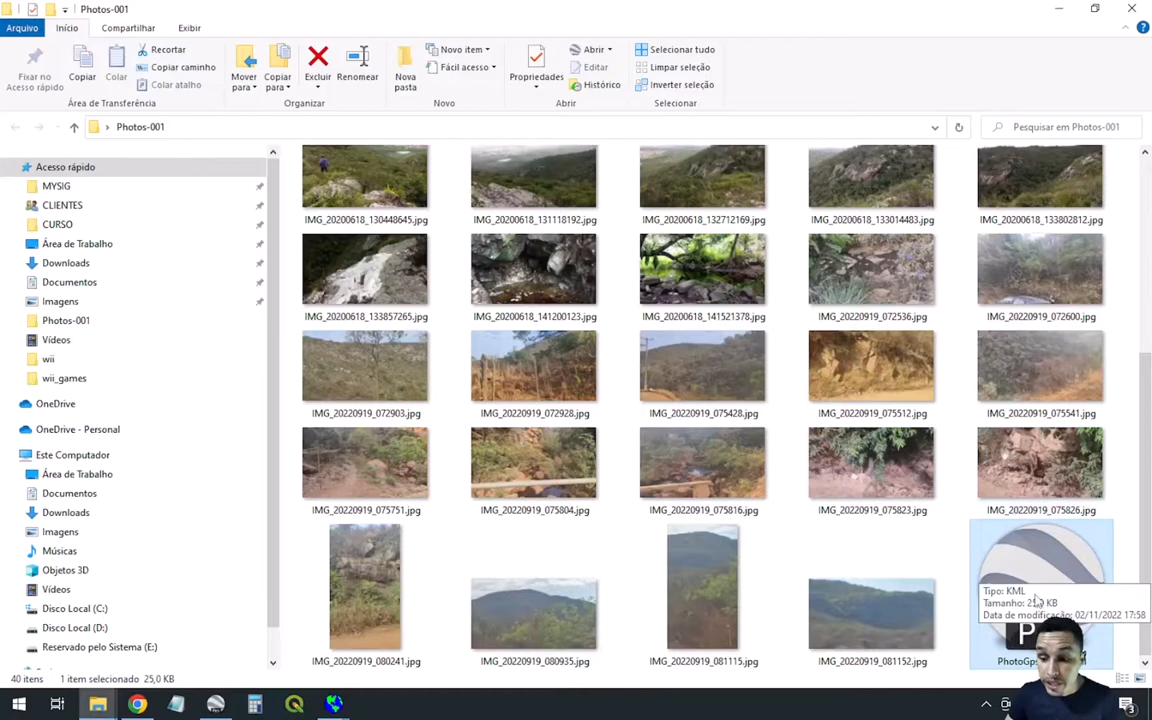 Photos-001
Arquivo
Início
Compartilhar
Exibir
Fixar no
Acesso rápido
Copiar
Colar
Recortar
Copiar caminho
Colar atalho
Área de Transferência
Mover
para
Copiar
para
Excluir
Renomear
Organizar
Nova
pasta
Novo item
Fácil acesso
Novo
Propriedades
Abrir
Editar
Histórico
Abrir
Selecionar tudo
Limpar seleção
Inverter seleção
Selecionar
Photos-001
Pesquisar em Photos-001
Acesso rápido
MYSIG
CLIENTES
CURSO
Área de Trabalho
Downloads
Documentos
Imagens
Photos-001
Vídeos
wii
wii_games
OneDrive
OneDrive - Personal
Este Computador
Área de Trabalho
Documentos
Downloads
Imagens
Músicas
Objetos 3D
Vídeos
Disco Local (C:)
Disco Local (D:)
Reservado pelo Sistema (E:)
IMG_20200618_130448645.jpg
IMG_20200618_131118192.jpg
IMG_20200618_132712169.jpg
IMG_20200618_133014483.jpg
IMG_20200618_133802812.jpg
IMG_20200618_133857265.jpg
IMG_20200618_141200123.jpg
IMG_20200618_141521378.jpg
IMG_20220919_072536.jpg
IMG_20220919_072600.jpg
IMG_20220919_072903.jpg
IMG_20220919_072928.jpg
IMG_20220919_075428.jpg
IMG_20220919_075512.jpg
IMG_20220919_075541.jpg
IMG_20220919_075751.jpg
IMG_20220919_075804.jpg
IMG_20220919_075816.jpg
IMG_20220919_075823.jpg
IMG_20220919_075826.jpg
IMG_20220919_080241.jpg
IMG_20220919_080935.jpg
IMG_20220919_081115.jpg
IMG_20220919_081152.jpg
Tipo: KML
Tamanho: 25,0 KB
Data de modificação: 02/11/2022 17:58
40 itens
1 item selecionado 25,0 KB
3